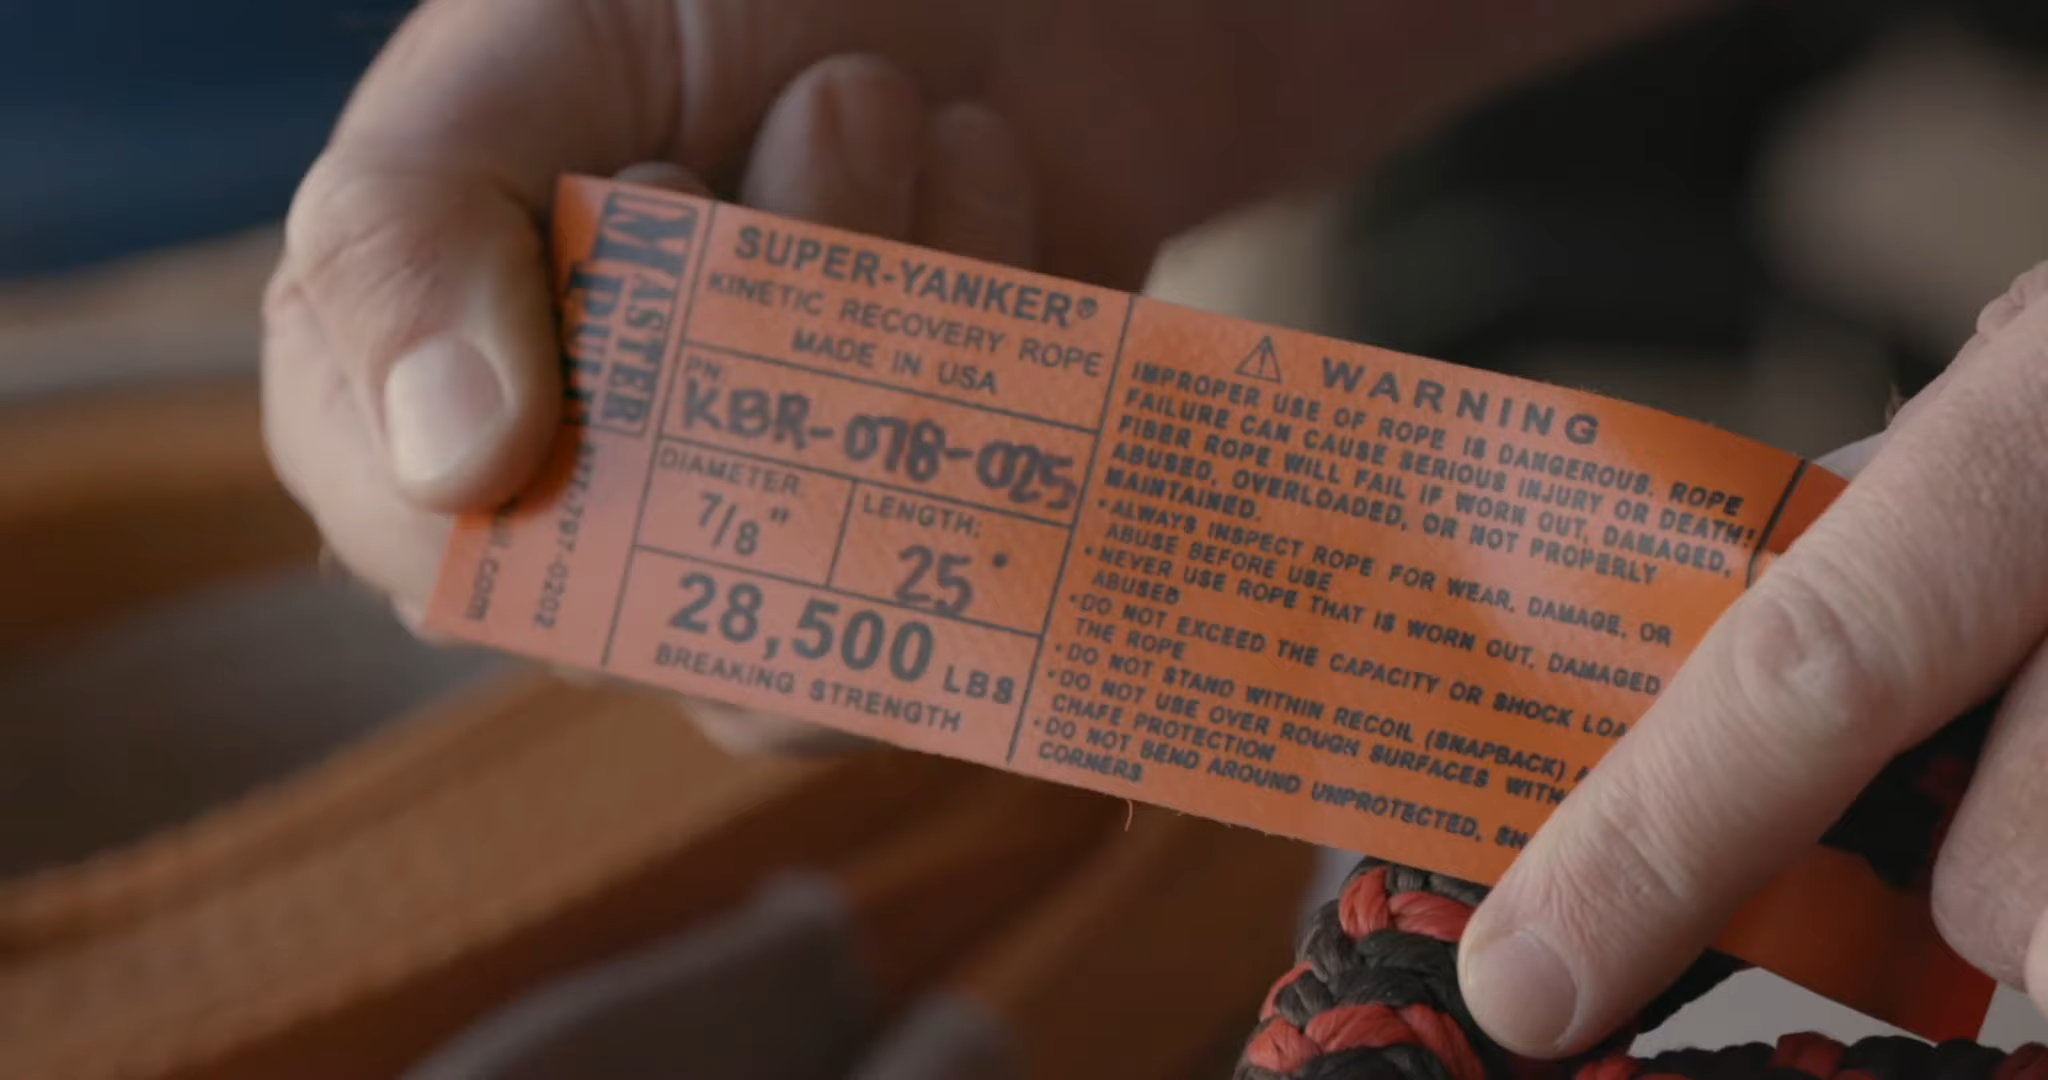 MASTER
PULL
877-797-0202
SUPER-YANKER®
KINETIC RECOVERY ROPE
MADE IN USA
PN:
KBR-078-025
DIAMETER:
7/8"
LENGTH:
25'
28,500 LBS
BREAKING STRENGTH
⚠ WARNING
IMPROPER USE OF ROPE IS DANGEROUS. ROPE
FAILURE CAN CAUSE SERIOUS INJURY OR DEATH!
FIBER ROPE WILL FAIL IF WORN OUT, DAMAGED,
ABUSED, OVERLOADED, OR NOT PROPERLY
MAINTAINED.
•ALWAYS INSPECT ROPE FOR WEAR, DAMAGE, OR
ABUSE BEFORE USE
•NEVER USE ROPE THAT IS WORN OUT, DAMAGED
ABUSED
•DO NOT EXCEED THE CAPACITY OR SHOCK
THE ROPE
•DO NOT STAND WITHIN RECOIL (SNAPBACK)
•DO NOT USE OVER ROUGH SURFACES
CHAFE PROTECTION
•DO NOT BEND AROUND UNPROTECTED,
CORNERS